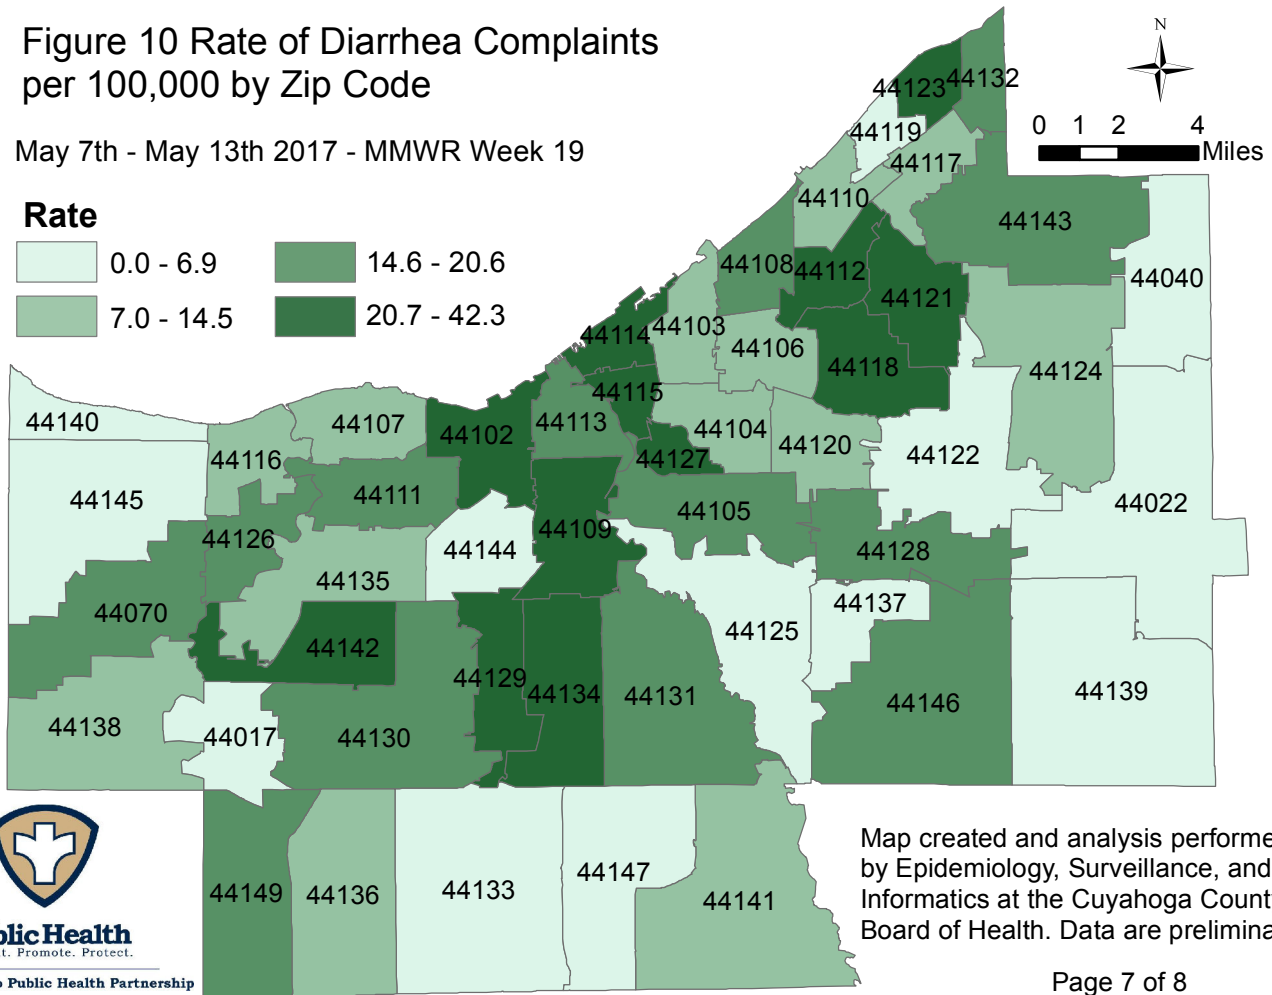 Figure 10 Rate of Diarrhea Complaints
per 100,000 by Zip Code
May 7th - May 13th 2017 - MMWR Week 19
N
0 1 2 4
Miles
Rate
0.0 - 6.9
14.6 - 20.6
7.0 - 14.5
20.7 - 42.3
44123
44132
44119
44117
44110
44143
44108
44112
44040
44121
44114
44103
44106
44118
44124
44115
44140
44107
44102
44113
44104
44120
44116
44127
44122
44145
44111
44105
44022
44126
44109
44144
44128
44135
44070
44137
44125
44142
44129
44134
44131
44146
44139
44138
44017
44130
44149
44136
44133
44147
44141
blic Health
t. Promote. Protect.
Public Health Partnership
Map created and analysis performe
by Epidemiology, Surveillance, and
Informatics at the Cuyahoga Count
Board of Health. Data are prelimina
Page 7 of 8